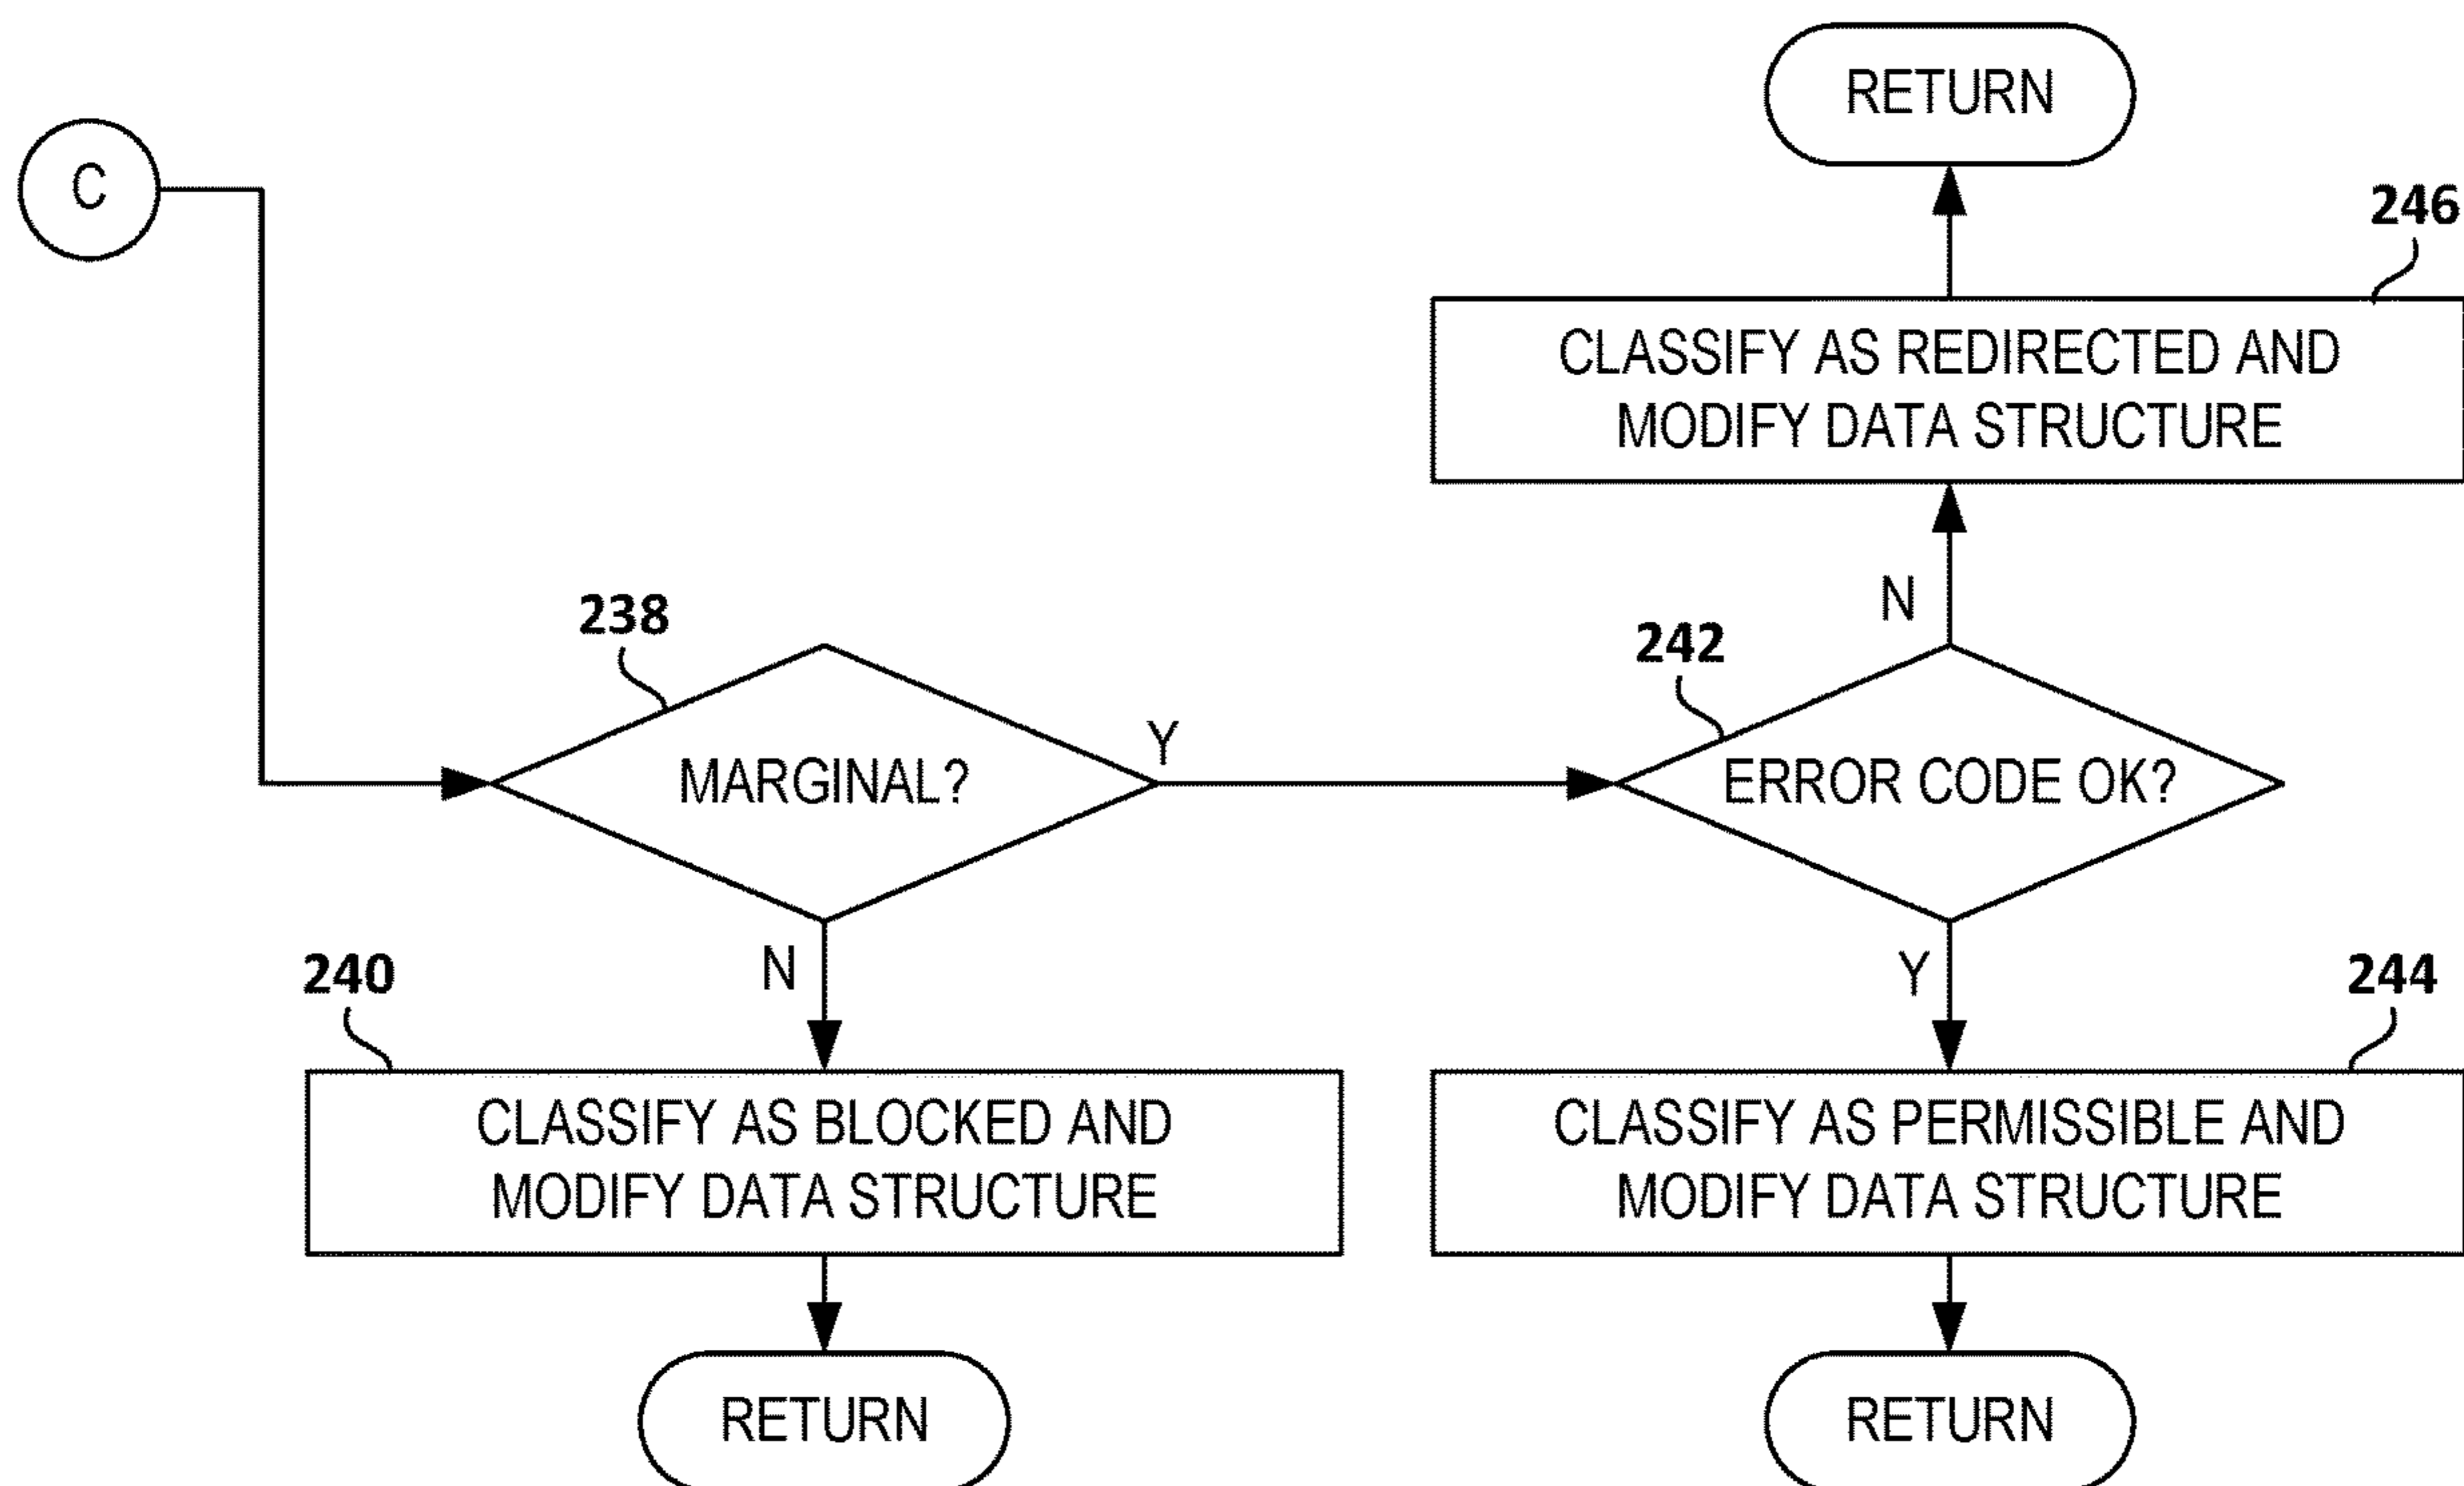 RETURN
C
246
CLASSIFY AS REDIRECTED AND
MODIFY DATA STRUCTURE
N
238
242
Y
MARGINAL?
ERROR CODE OK?
N
Y
240
244
CLASSIFY AS BLOCKED AND
MODIFY DATA STRUCTURE
CLASSIFY AS PERMISSIBLE AND
MODIFY DATA STRUCTURE
RETURN
RETURN